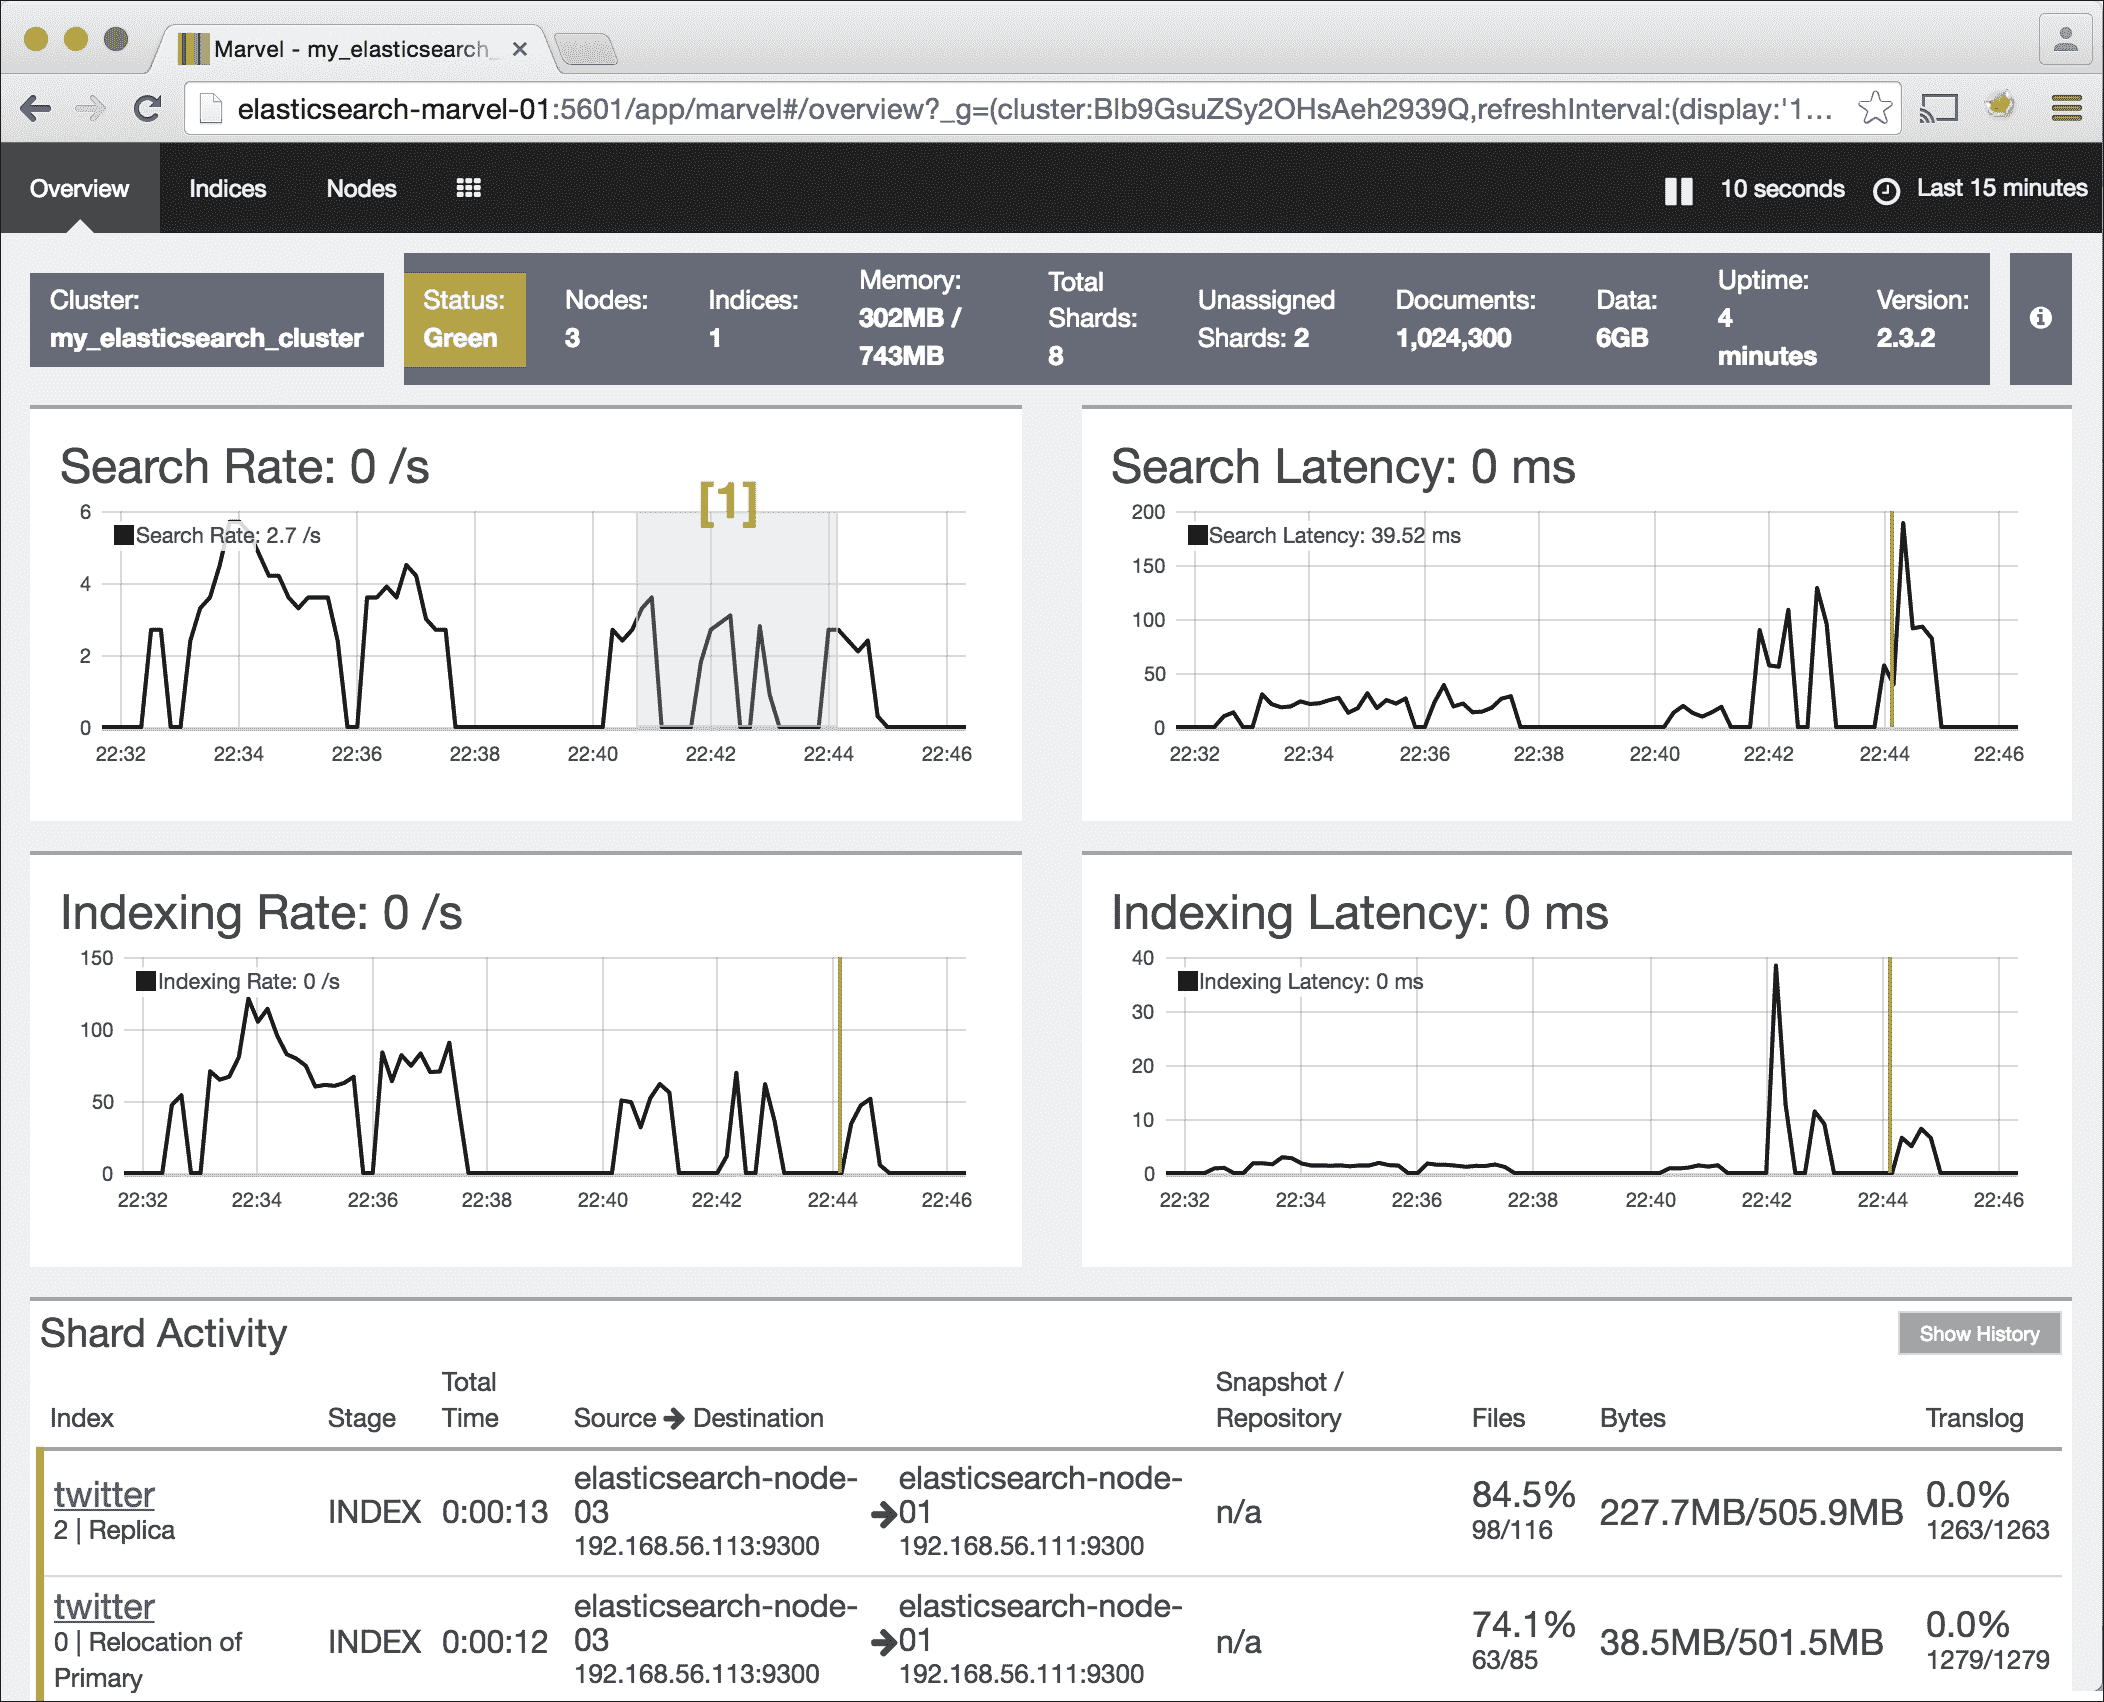 Marvel - my_elasticsearch_
elasticsearch-marvel-01:5601/app/marvel#/overview?_g=(cluster:Blb9GsuZSy2OHsAeh2939Q,refreshInterval:(display:'1...
Overview Indices Nodes 10 seconds Last 15 minutes
Cluster:
my_elasticsearch_cluster
Status:
Green
Nodes:
3
Indices:
1
Memory:
302MB /
743MB
Total
Shards:
8
Unassigned
Shards: 2
Documents:
1,024,300
Data:
6GB
Uptime:
4
minutes
Version:
2.3.2
Search Rate: 0 /s
[1]
Search Rate: 2.7 /s
6
4
2
0
22:32 22:34 22:36 22:38 22:40 22:42 22:44 22:46
Search Latency: 0 ms
Search Latency: 39.52 ms
200
150
100
50
0
22:32 22:34 22:36 22:38 22:40 22:42 22:44 22:46
Indexing Rate: 0 /s
Indexing Rate: 0 /s
150
100
50
0
22:32 22:34 22:36 22:38 22:40 22:42 22:44 22:46
Indexing Latency: 0 ms
Indexing Latency: 0 ms
40
30
20
10
0
22:32 22:34 22:36 22:38 22:40 22:42 22:44 22:46
Shard Activity
Show History
Index
Stage
Total
Time
Source → Destination
Snapshot /
Repository
Files
Bytes
Translog
twitter
2 | Replica
INDEX
0:00:13
elasticsearch-node-
03
192.168.56.113:9300
→
elasticsearch-node-
01
192.168.56.111:9300
n/a
84.5%
98/116
227.7MB/505.9MB
0.0%
1263/1263
twitter
0 | Relocation of
Primary
INDEX
0:00:12
elasticsearch-node-
03
192.168.56.113:9300
→
elasticsearch-node-
01
192.168.56.111:9300
n/a
74.1%
63/85
38.5MB/501.5MB
0.0%
1279/1279